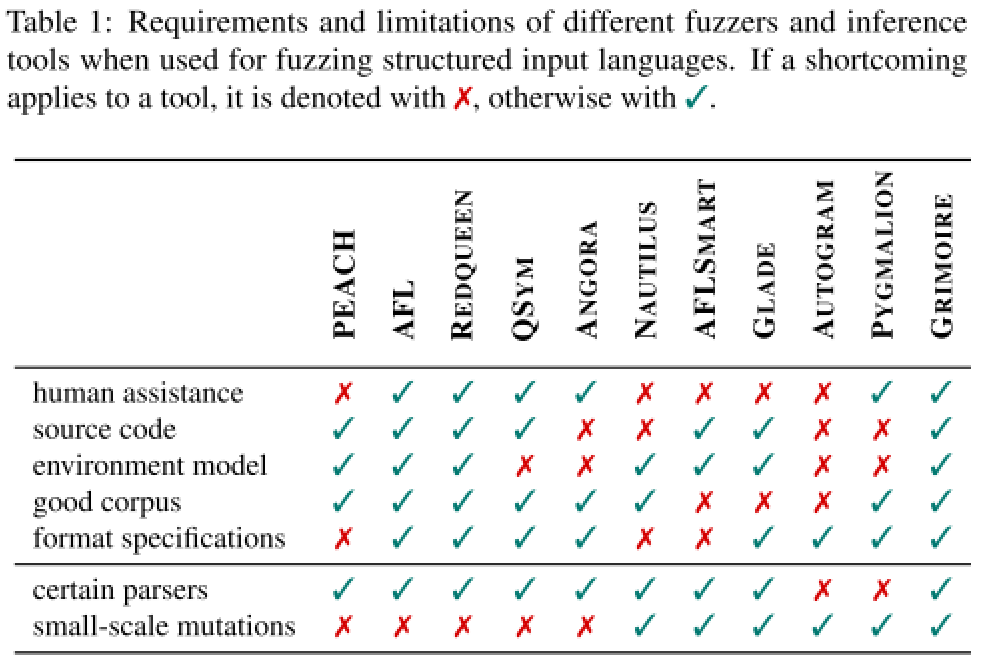 Table 1: Requirements and limitations of different fuzzers and inference
tools when used for fuzzing structured input languages. If a shortcoming
applies to a tool, it is denoted with ✗, otherwise with ✓.
PEACH AFL REDQUEEN QSYM ANGORA NAUTILUS AFLSMART GLADE AUTOGRAM PYGMALION GRIMOIRE
human assistance ✗ ✓ ✓ ✓ ✓ ✗ ✗ ✗ ✗ ✓ ✓
source code ✓ ✓ ✓ ✓ ✗ ✗ ✓ ✓ ✗ ✗ ✓
environment model ✓ ✓ ✓ ✗ ✗ ✓ ✓ ✓ ✗ ✗ ✓
good corpus ✓ ✓ ✓ ✓ ✓ ✓ ✗ ✗ ✗ ✓ ✓
format specifications ✗ ✓ ✓ ✓ ✓ ✗ ✗ ✓ ✓ ✓ ✓
certain parsers ✓ ✓ ✓ ✓ ✓ ✓ ✓ ✓ ✗ ✗ ✓
small-scale mutations ✗ ✗ ✗ ✗ ✗ ✓ ✓ ✓ ✓ ✓ ✓